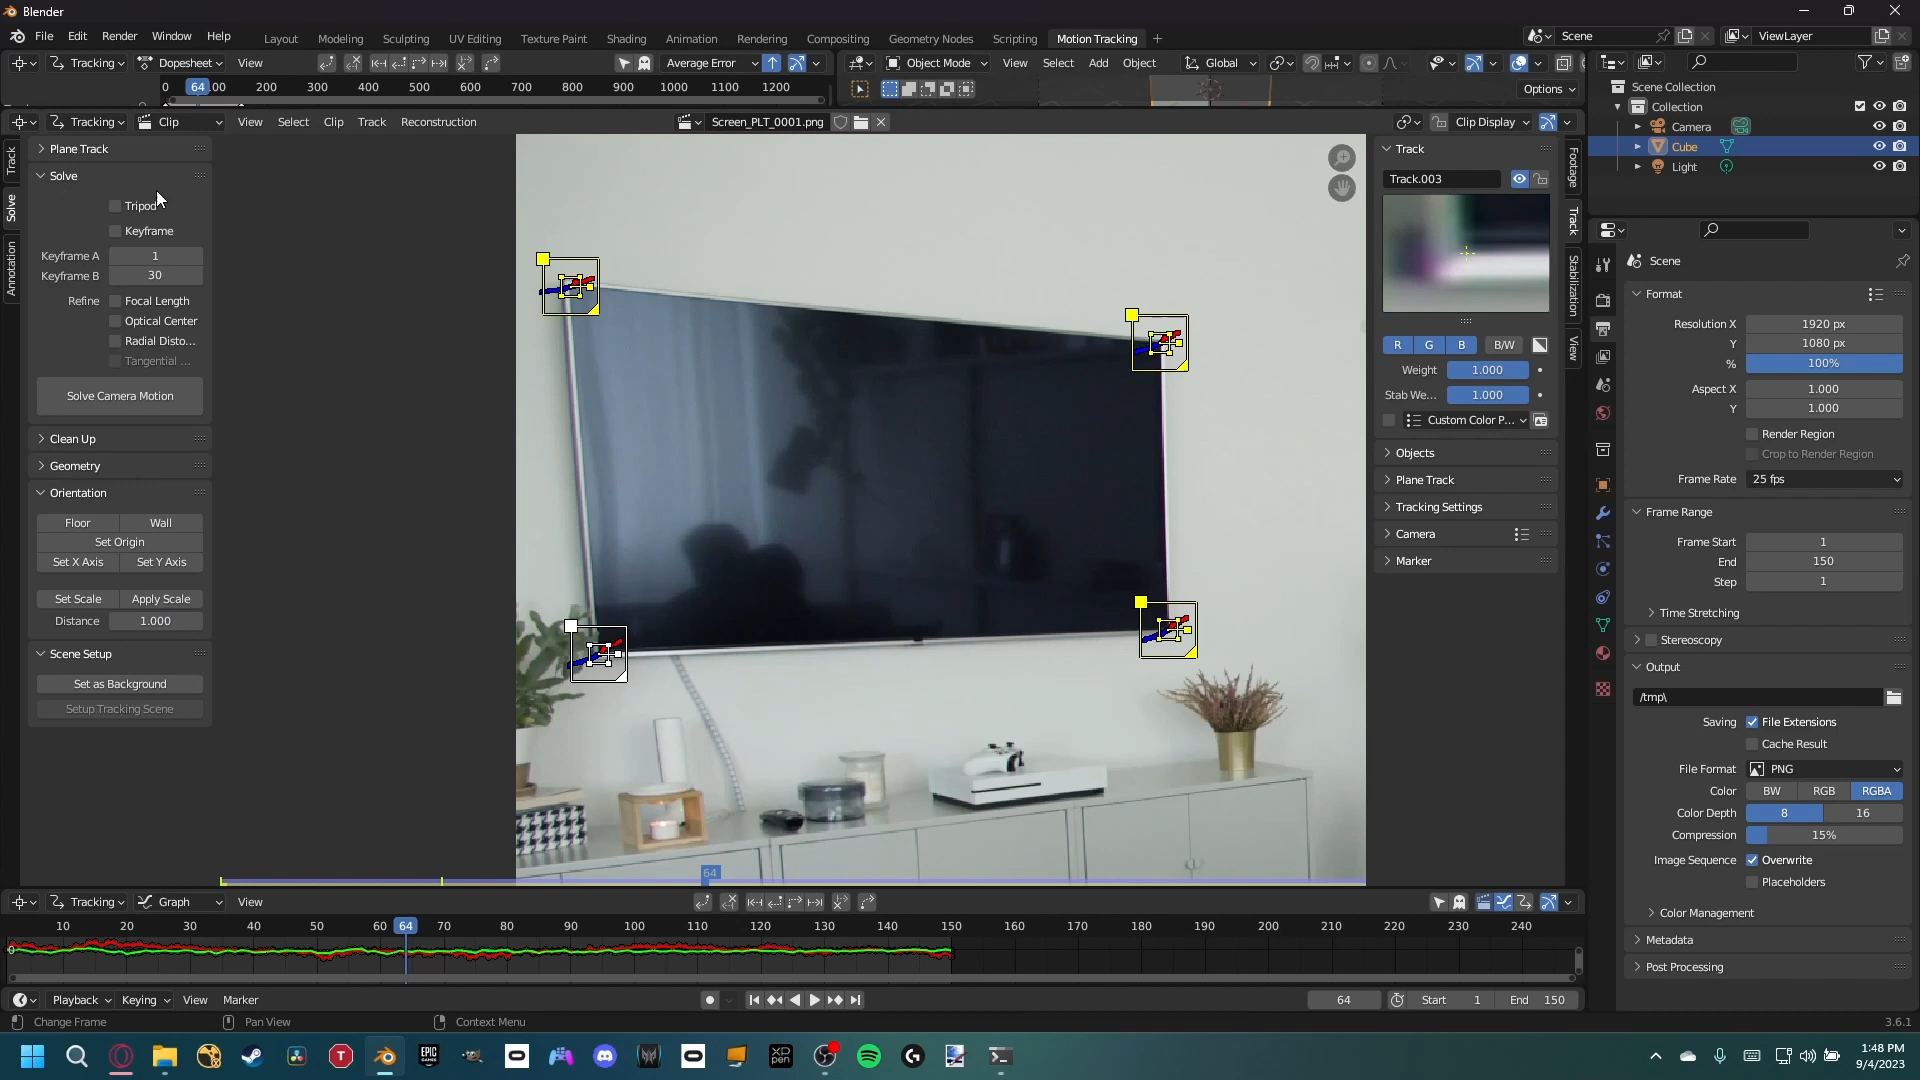 Blender
File Edit Render Window Help
Layout Modeling Sculpting UV Editing Texture Paint Shading Animation Rendering Compositing Geometry Nodes Scripting Motion Tracking +
Scene ViewLayer
Tracking Dopesheet View Average Error
Object Mode View Select Add Object Global
0 64 100 200 300 400 500 600 700 800 900 1000 1100 1200
Options
Scene Collection
Collection
Camera
Cube
Light
Tracking Clip View Select Clip Track Reconstruction
Screen_PLT_0001.png
Clip Display
Track
Solve
Annotation
Plane Track
Solve
Tripod
Keyframe
Keyframe A 1
Keyframe B 30
Refine Focal Length
Optical Center
Radial Disto...
Tangential ...
Solve Camera Motion
Clean Up
Geometry
Orientation
Floor Wall
Set Origin
Set X Axis Set Y Axis
Set Scale Apply Scale
Distance 1.000
Scene Setup
Set as Background
Setup Tracking Scene
64
Track
Track.003
R G B B/W
Weight 1.000
Stab We... 1.000
Custom Color P...
Objects
Plane Track
Tracking Settings
Camera
Marker
Footage
Track
Stabilization
View
Scene
Format
Resolution X 1920 px
Y 1080 px
% 100%
Aspect X 1.000
Y 1.000
Render Region
Crop to Render Region
Frame Rate 25 fps
Frame Range
Frame Start 1
End 150
Step 1
Time Stretching
Stereoscopy
Output
/tmp\
Saving File Extensions
Cache Result
File Format PNG
Color BW RGB RGBA
Color Depth 8 16
Compression 15%
Image Sequence Overwrite
Placeholders
Color Management
Metadata
Post Processing
Tracking Graph View
10 20 30 40 50 60 64 70 80 90 100 110 120 130 140 150 160 170 180 190 200 210 220 230 240
0
Playback Keying View Marker
64 Start 1 End 150
Change Frame Pan View Context Menu
3.6.1
T
EPIC GAMES
XP PEN
G
1:48 PM
9/4/2023